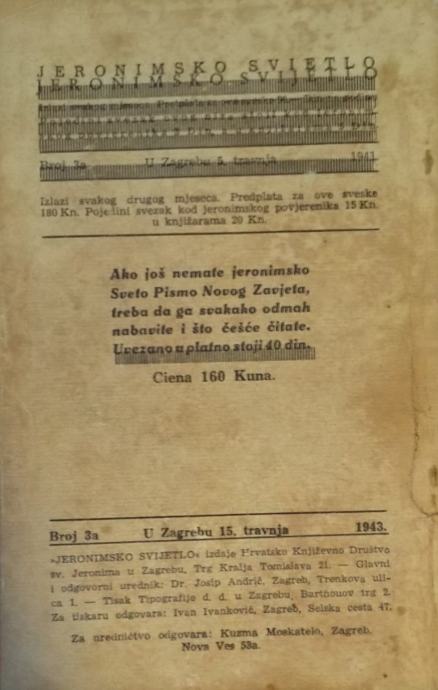 JERONIMSKO SVJETLO
JERONIMSKO SVIJETLO
Broj 3a U Zagrebu 5. travnja 1941
Izlazi svakog drugog mjeseca. Predplata za ove sveske
180 Kn. Pojedini svezak kod jeronimskog povjerenika 15 Kn.
u knjižarama 20 Kn.
Ako još nemate jeronimsko
Sveto Pismo Novog Zavjeta,
treba da ga svakako odmah
nabavite i što češće čitate.
Uvezano u platno stoji 40 din.
Ciena 160 Kuna.
Broj 3a U Zagrebu 15. travnja 1943.
»JERONIMSKO SVIJETLO« izdaje Hrvatsko Književno Društvo
sv. Jeronima u Zagrebu, Trg Kralja Tomislava 21. — Glavni
i odgovorni urednik: Dr. Josip Andrić, Zagreb, Trenkova uli-
ca 1. — Tisak Tipografije d. d. u Zagrebu, Barthouov trg 2.
Za tiskaru odgovara: Ivan Ivanković, Zagreb, Selska cesta 47.
Za uredničtvo odgovara: Kuzma Moskatelo, Zagreb,
Nova Ves 53a.